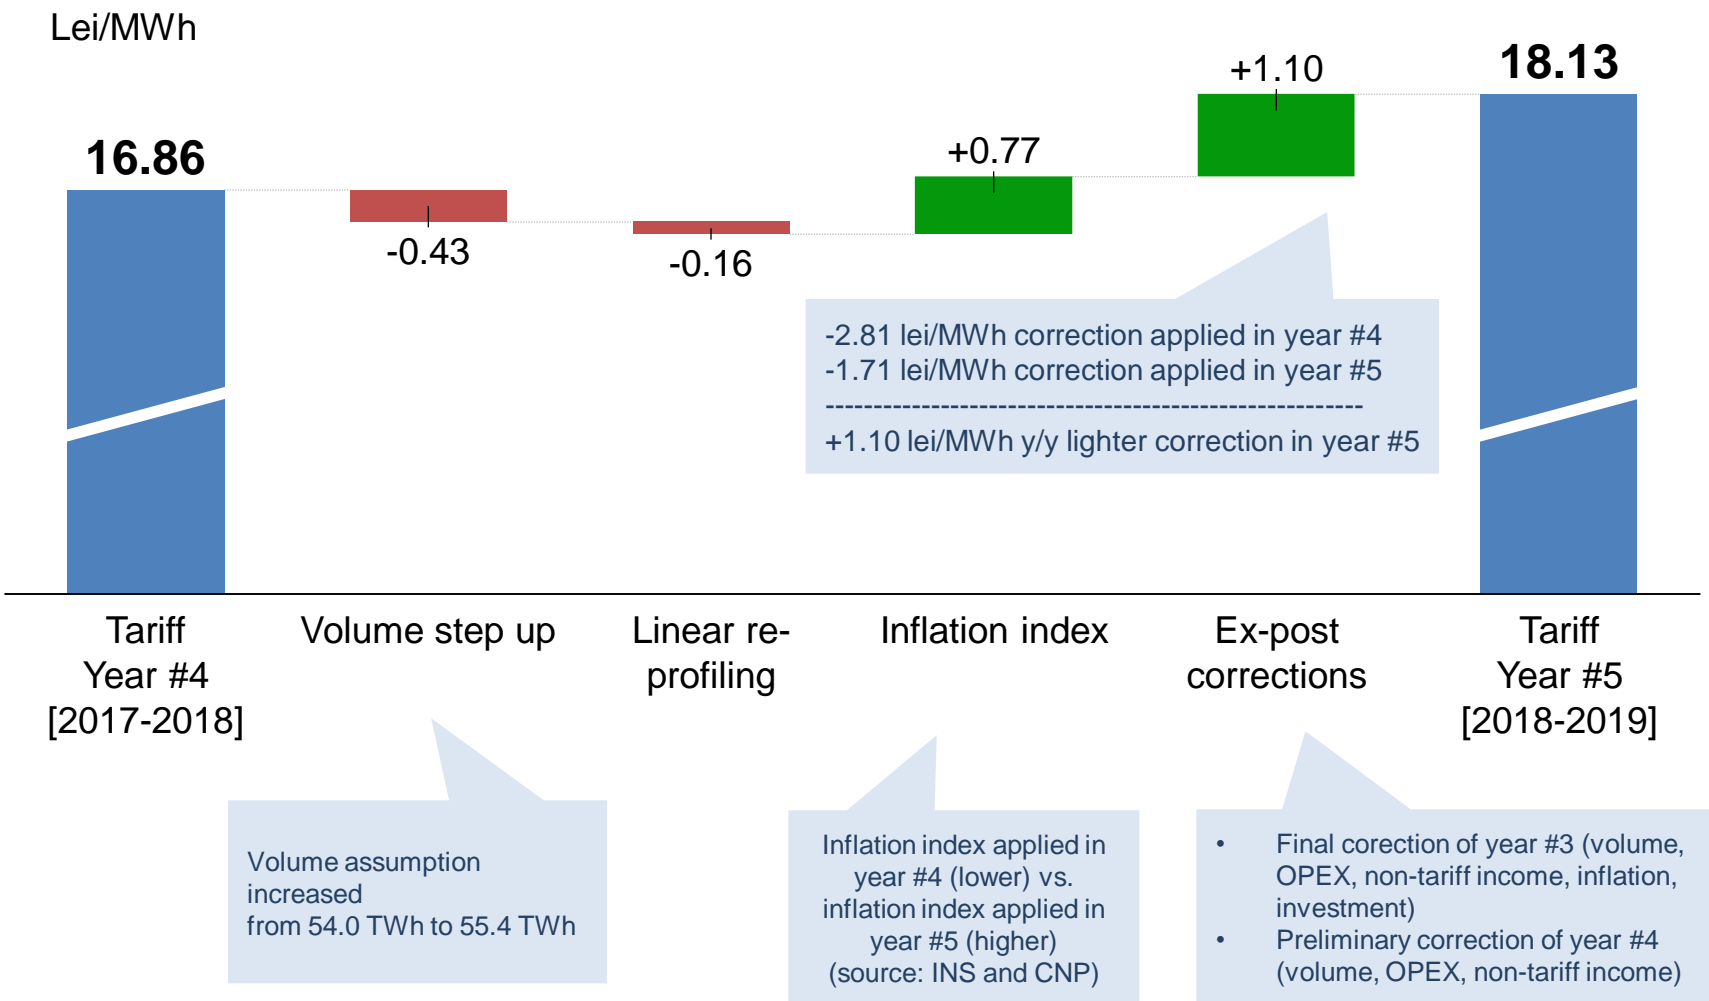 Lei/MWh
16.86
-0.43
-0.16
+0.77
+1.10
18.13
-2.81 lei/MWh correction applied in year #4
-1.71 lei/MWh correction applied in year #5
--------------------------------------------------------
+1.10 lei/MWh y/y lighter correction in year #5
Tariff
Year #4
[2017-2018]
Volume step up
Linear re-
profiling
Inflation index
Ex-post
corrections
Tariff
Year #5
[2018-2019]
Volume assumption
increased
from 54.0 TWh to 55.4 TWh
Inflation index applied in
year #4 (lower) vs.
inflation index applied in
year #5 (higher)
(source: INS and CNP)
• Final corection of year #3 (volume,
OPEX, non-tariff income, inflation,
investment)
• Preliminary correction of year #4
(volume, OPEX, non-tariff income)